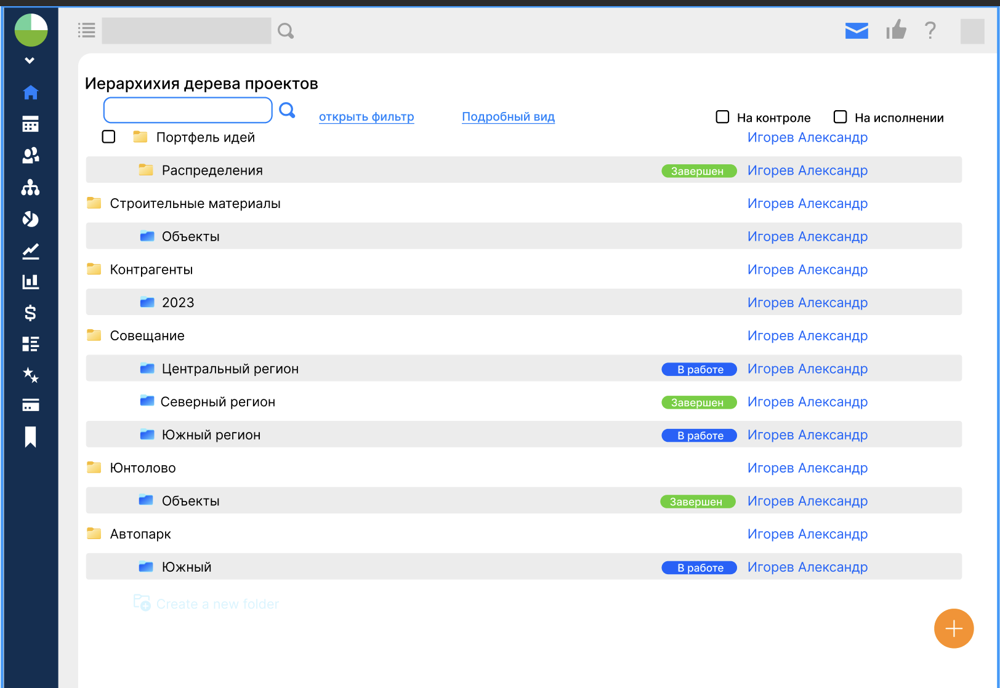 ?
Иерархихия дерева проектов
открыть фильтр Подробный вид На контроле На исполнении
Портфель идей Игорев Александр
Распределения Завершен Игорев Александр
Строительные материалы Игорев Александр
Объекты Игорев Александр
Контрагенты Игорев Александр
2023 Игорев Александр
Совещание Игорев Александр
Центральный регион В работе Игорев Александр
Северный регион Завершен Игорев Александр
Южный регион В работе Игорев Александр
Юнтолово Игорев Александр
Объекты Завершен Игорев Александр
Автопарк Игорев Александр
Южный В работе Игорев Александр
Create a new folder